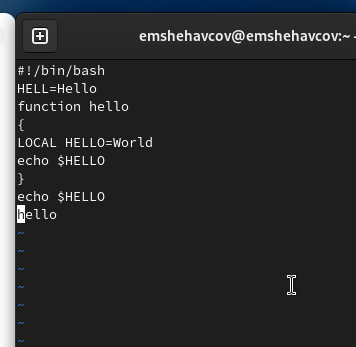 emshehavcov@emshehavcov:~
#!/bin/bash
HELL=Hello
function hello
{
LOCAL HELLO=World
echo $HELLO
}
echo $HELLO
hello
~
~
~
~
~
~
~